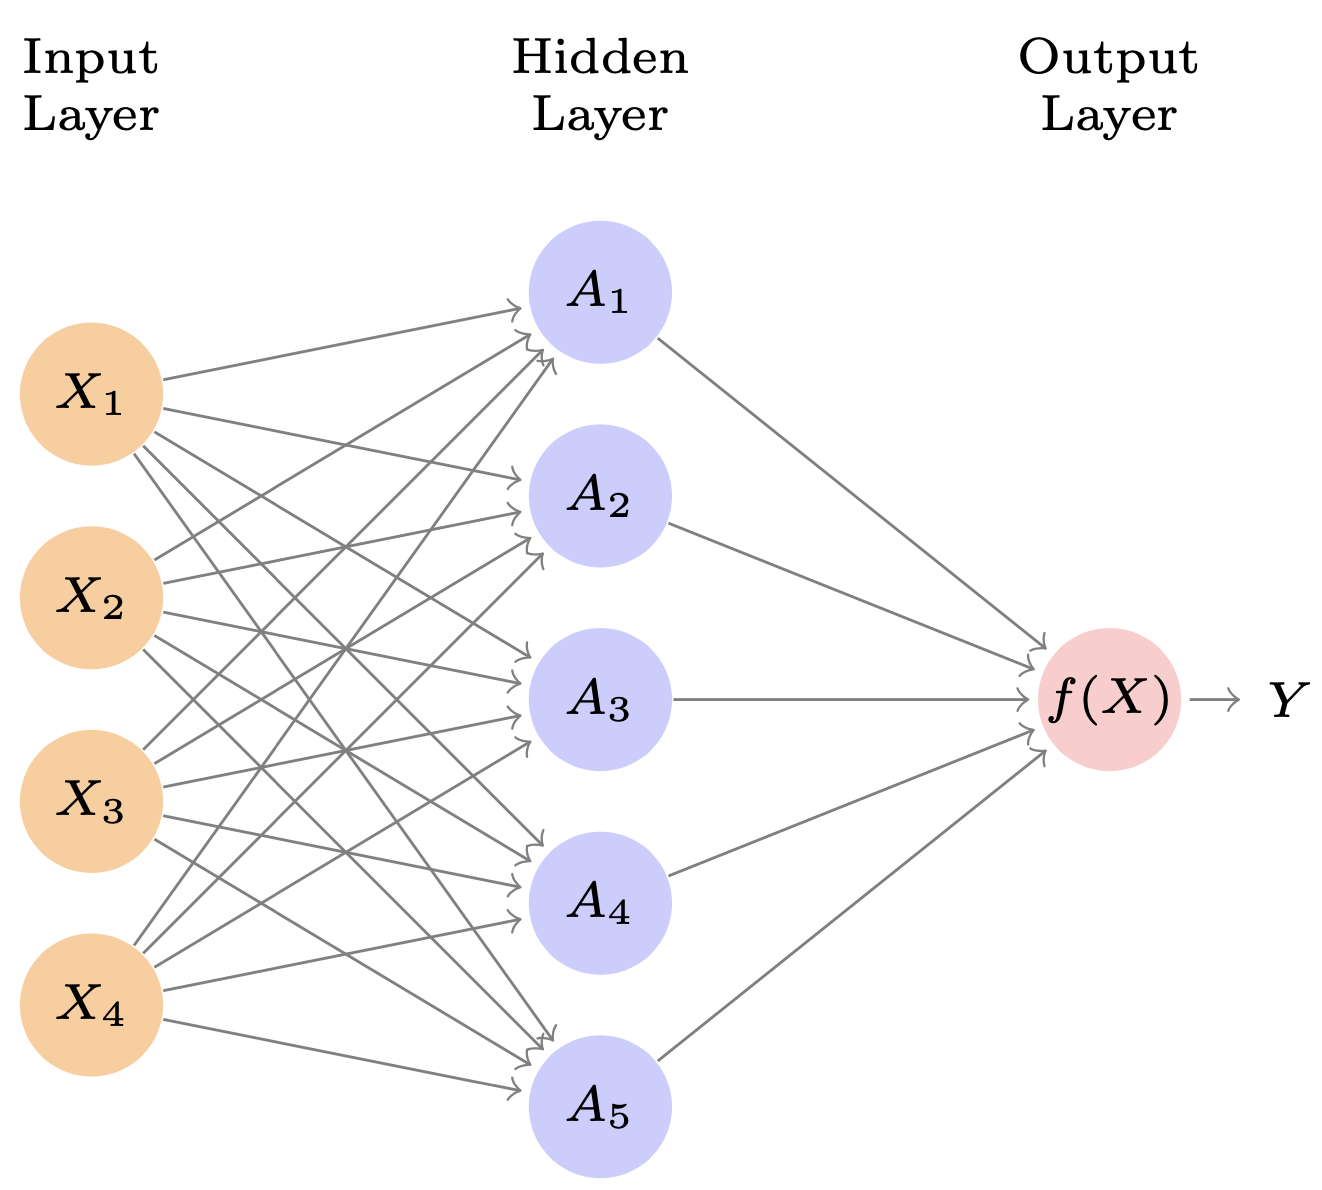 Input
Layer
Hidden
Layer
Output
Layer
X₁
X₂
X₃
X₄
A₁
A₂
A₃
A₄
A₅
f(X)
Y